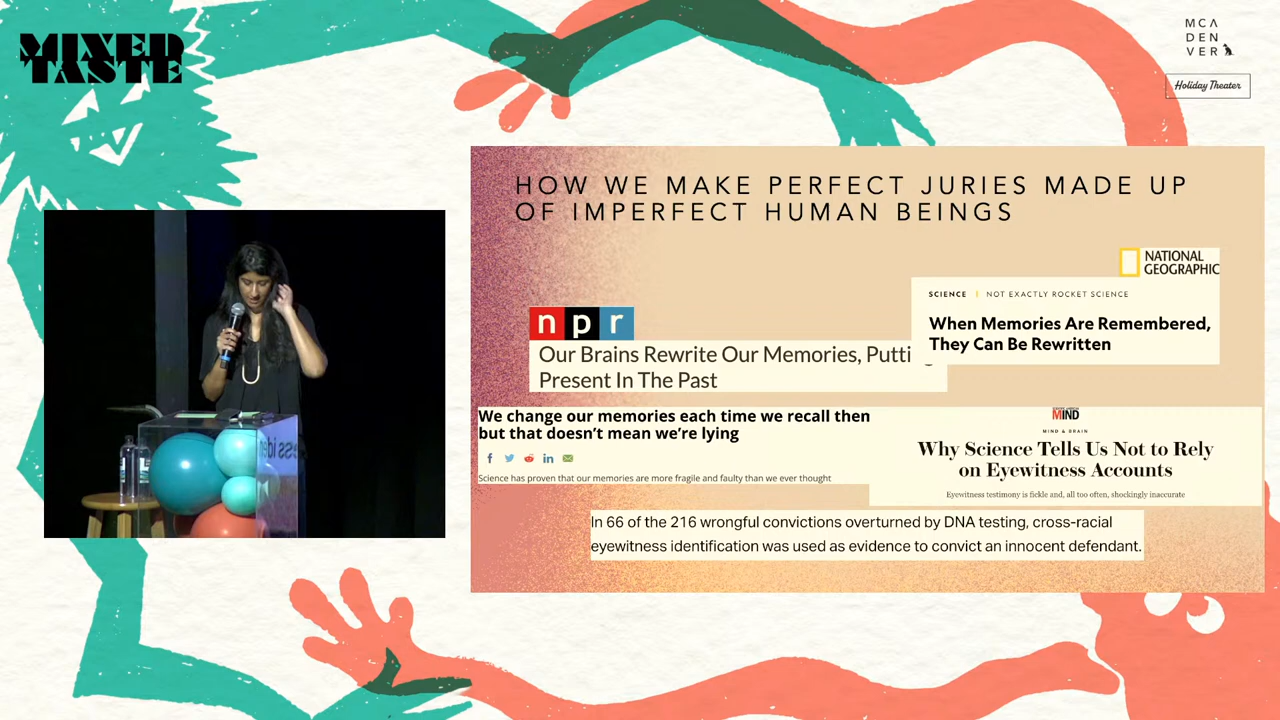 MIXED
TASTE
MCA
DEN
VER
Holiday Theater
HOW WE MAKE PERFECT JURIES MADE UP
OF IMPERFECT HUMAN BEINGS
NATIONAL
GEOGRAPHIC
SCIENCE | NOT EXACTLY ROCKET SCIENCE
When Memories Are Remembered,
They Can Be Rewritten
npr
Our Brains Rewrite Our Memories, Putti
Present In The Past
We change our memories each time we recall then
but that doesn't mean we're lying
Science has proven that our memories are more fragile and faulty than we ever thought
MIND
MIND & BRAIN
Why Science Tells Us Not to Rely
on Eyewitness Accounts
Eyewitness testimony is fickle and, all too often, shockingly inaccurate
In 66 of the 216 wrongful convictions overturned by DNA testing, cross-racial
eyewitness identification was used as evidence to convict an innocent defendant.